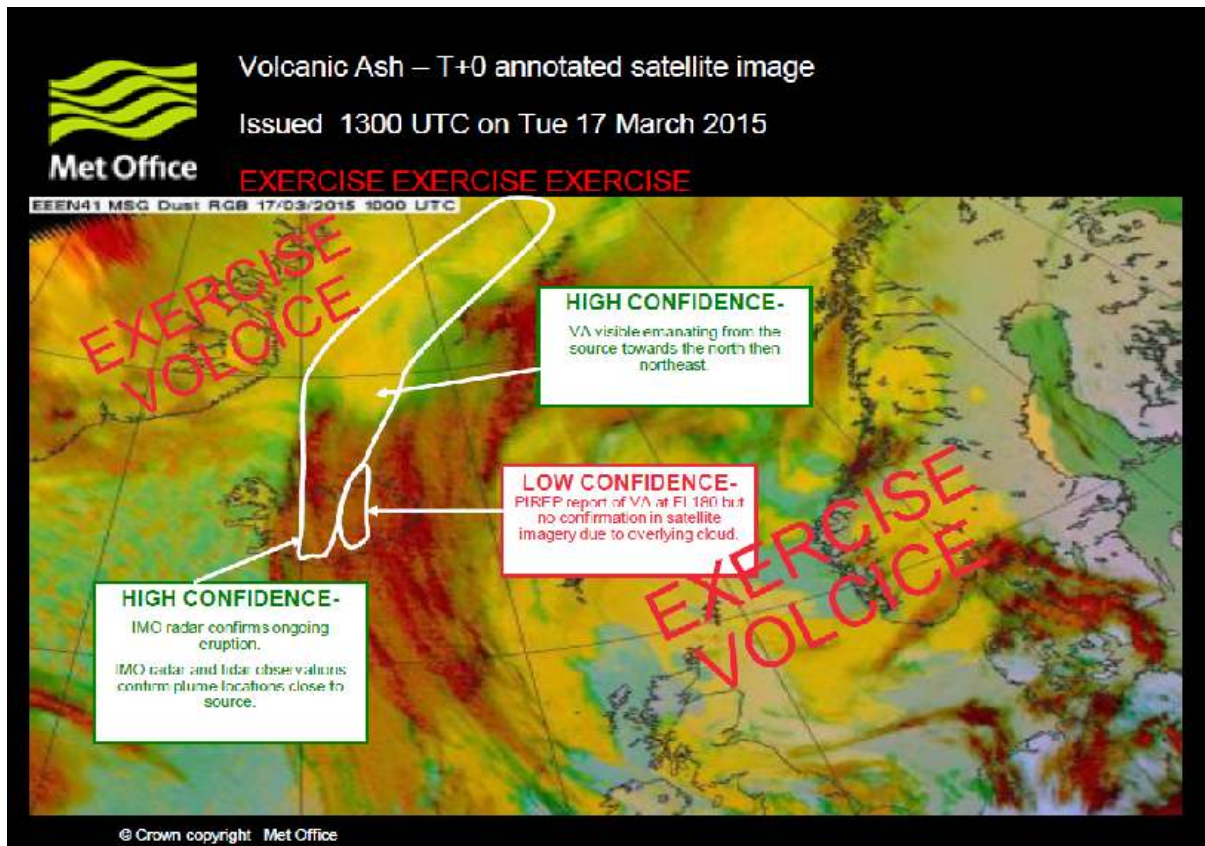 Volcanic Ash – T+0 annotated satellite image
Issued 1300 UTC on Tue 17 March 2015
Met Office
EXERCISE EXERCISE EXERCISE
EEEN41 MSG Dust RGB 17/03/2015 1000 UTC
EXERCISE
VOLCICE
HIGH CONFIDENCE-
VA visible emanating from the
source towards the north then
northeast.
LOW CONFIDENCE-
PIREP report of VA at FL180 but
no confirmation in satellite
imagery due to overlying cloud.
EXERCISE
VOLCICE
HIGH CONFIDENCE-
IMO radar confirms ongoing
eruption.
IMO radar and lidar observations
confirm plume locations close to
source.
© Crown copyright Met Office